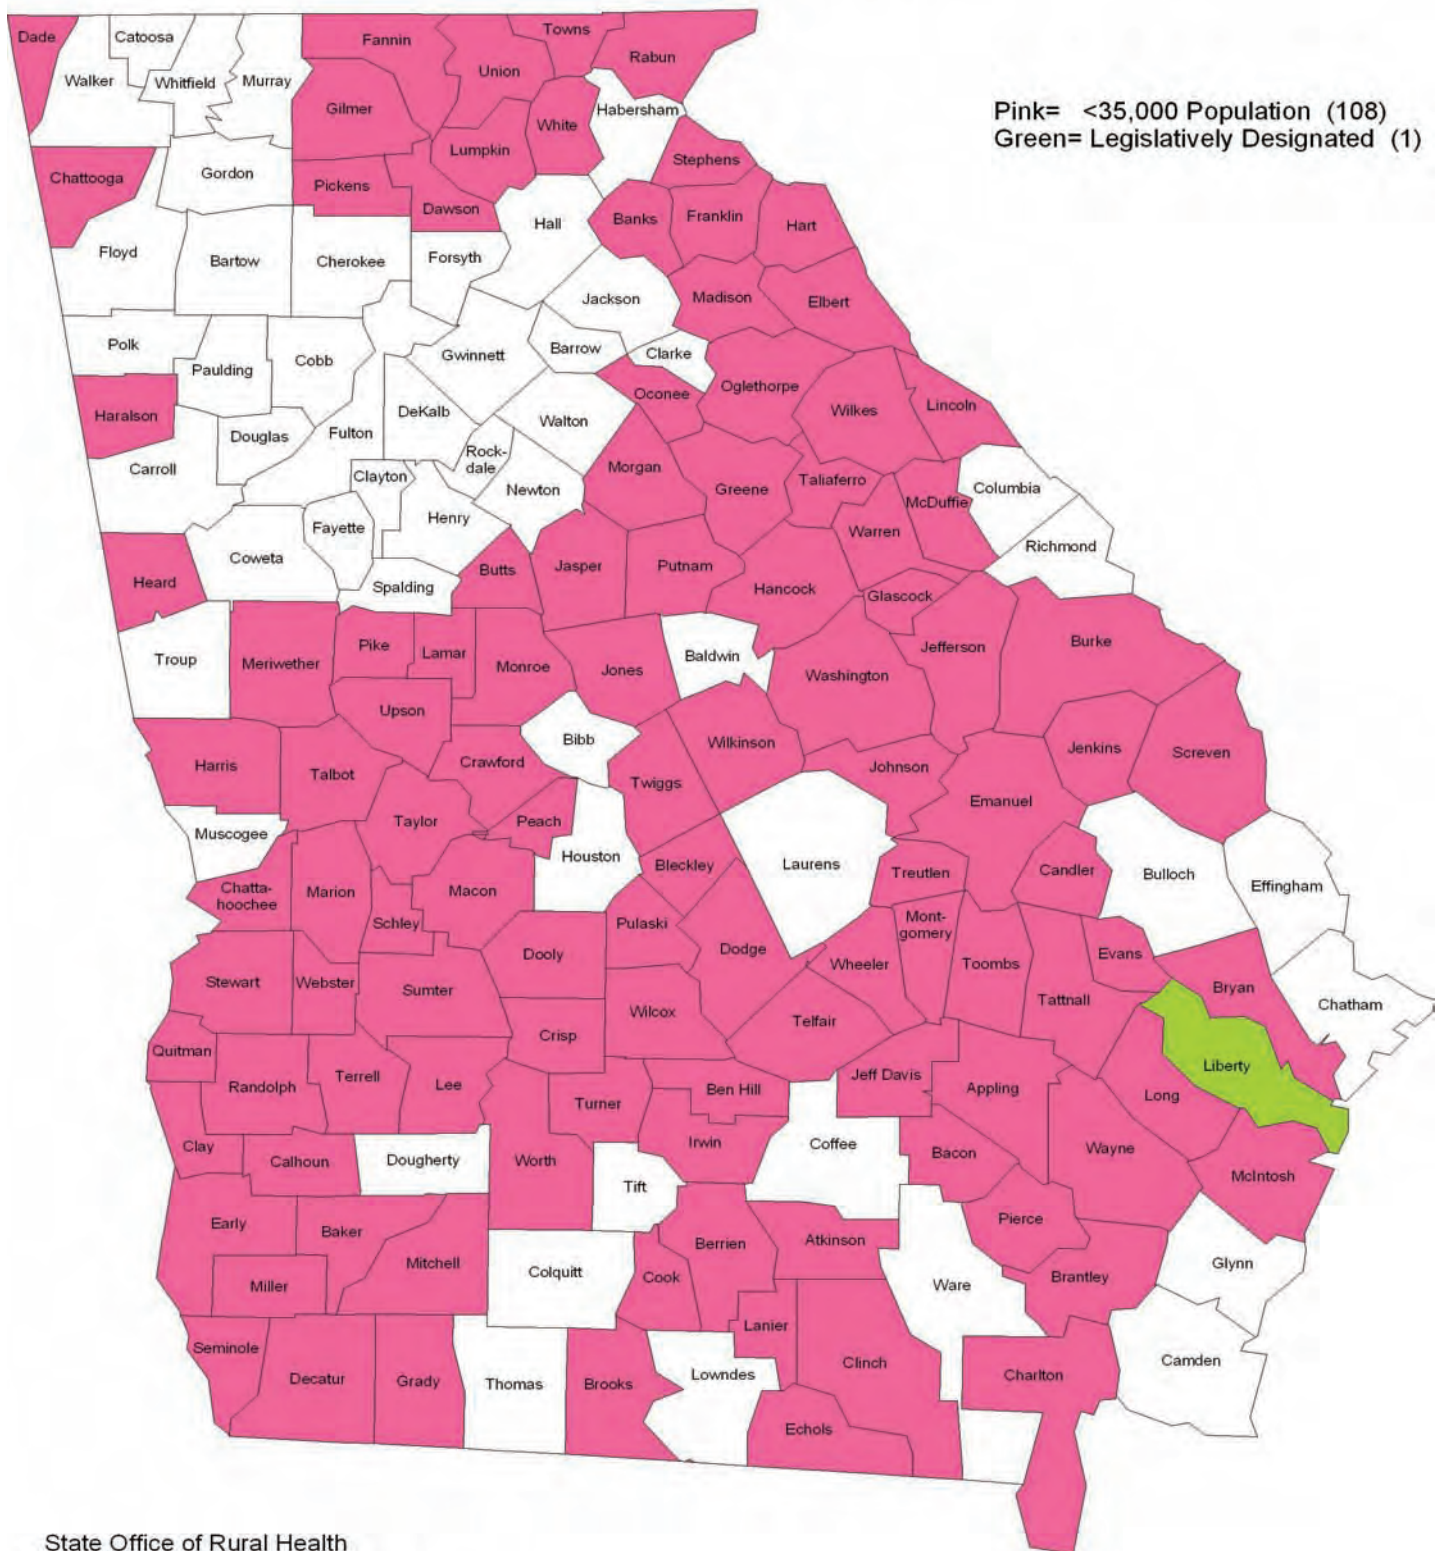 Dade
Catoosa
Walker
Whitfield
Murray
Fannin
Gilmer
Union
Towns
Rabun
Habersham
White
Lumpkin
Stephens
Pink= <35,000 Population (108)
Green= Legislatively Designated (1)
Chattooga
Gordon
Pickens
Dawson
Hall
Banks
Franklin
Hart
Floyd
Bartow
Cherokee
Forsyth
Jackson
Madison
Elbert
Polk
Paulding
Cobb
Gwinnett
Barrow
Clarke
Oconee
Oglethorpe
Wilkes
Lincoln
Haralson
Carroll
Douglas
Fulton
DeKalb
Rock-
dale
Walton
Clayton
Newton
Morgan
Greene
Taliaferro
McDuffie
Columbia
Heard
Coweta
Fayette
Henry
Spalding
Butts
Jasper
Putnam
Hancock
Warren
Glascock
Richmond
Troup
Meriwether
Pike
Lamar
Monroe
Jones
Baldwin
Washington
Jefferson
Burke
Upson
Harris
Talbot
Crawford
Bibb
Twiggs
Wilkinson
Johnson
Emanuel
Jenkins
Screven
Muscogee
Taylor
Peach
Houston
Bleckley
Laurens
Treutlen
Candler
Bulloch
Effingham
Chatta-
hoochee
Marion
Schley
Macon
Dooly
Pulaski
Dodge
Wheeler
Mont-
gomery
Toombs
Tattnall
Evans
Bryan
Chatham
Stewart
Webster
Sumter
Crisp
Wilcox
Telfair
Liberty
Quitman
Randolph
Terrell
Lee
Turner
Ben Hill
Jeff Davis
Appling
Long
Clay
Calhoun
Dougherty
Worth
Irwin
Coffee
Bacon
Wayne
McIntosh
Tift
Early
Baker
Mitchell
Colquitt
Cook
Berrien
Atkinson
Pierce
Miller
Ware
Brantley
Glynn
Seminole
Decatur
Grady
Thomas
Brooks
Lowndes
Lanier
Clinch
Echols
Charlton
Camden
State Office of Rural Health